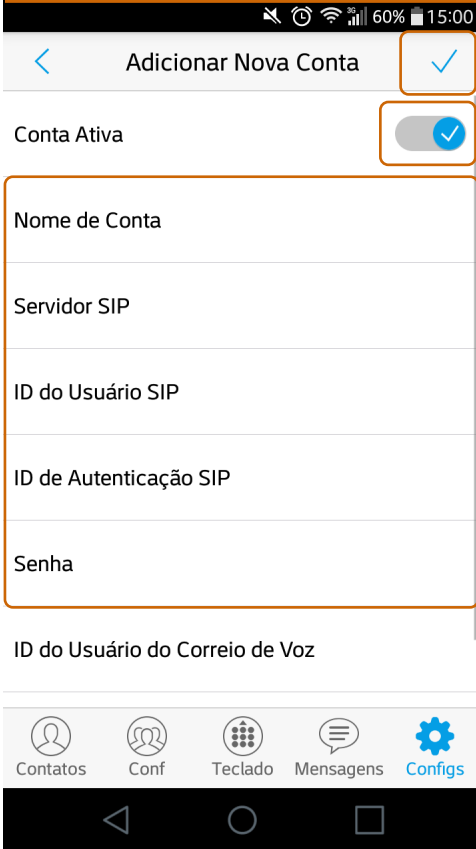 3G 60% 15:00
Adicionar Nova Conta
Conta Ativa
Nome de Conta
Servidor SIP
ID do Usuário SIP
ID de Autenticação SIP
Senha
ID do Usuário do Correio de Voz
Contatos Conf Teclado Mensagens Configs